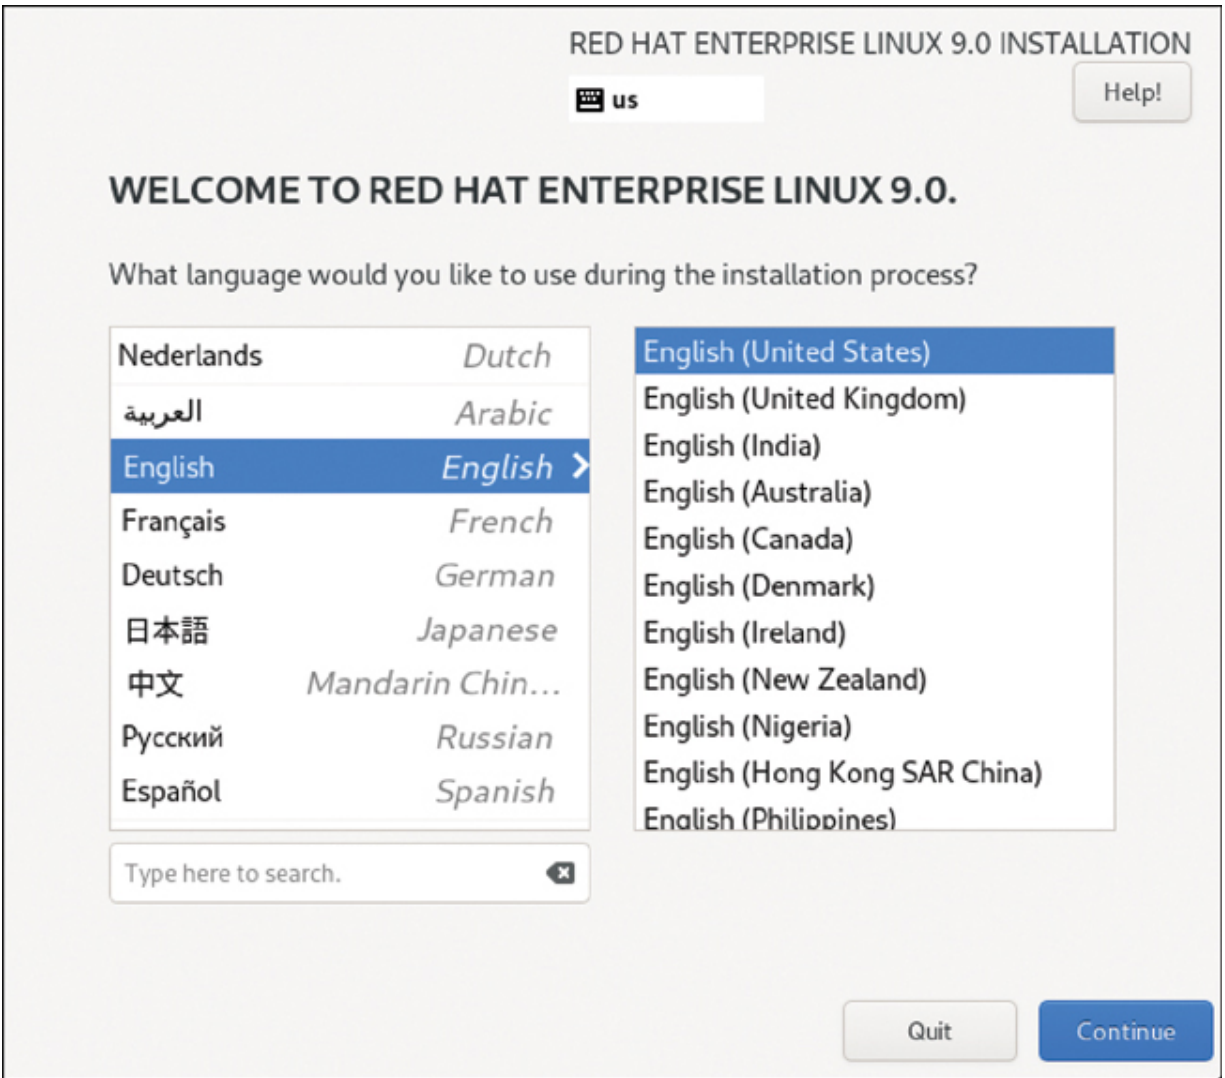 RED HAT ENTERPRISE LINUX 9.0 INSTALLATION
us
Help!
WELCOME TO RED HAT ENTERPRISE LINUX 9.0.
What language would you like to use during the installation process?
Nederlands Dutch
العربية Arabic
English English
Français French
Deutsch German
日本語 Japanese
中文 Mandarin Chin...
Русский Russian
Español Spanish
Type here to search.
English (United States)
English (United Kingdom)
English (India)
English (Australia)
English (Canada)
English (Denmark)
English (Ireland)
English (New Zealand)
English (Nigeria)
English (Hong Kong SAR China)
English (Philippines)
Quit
Continue